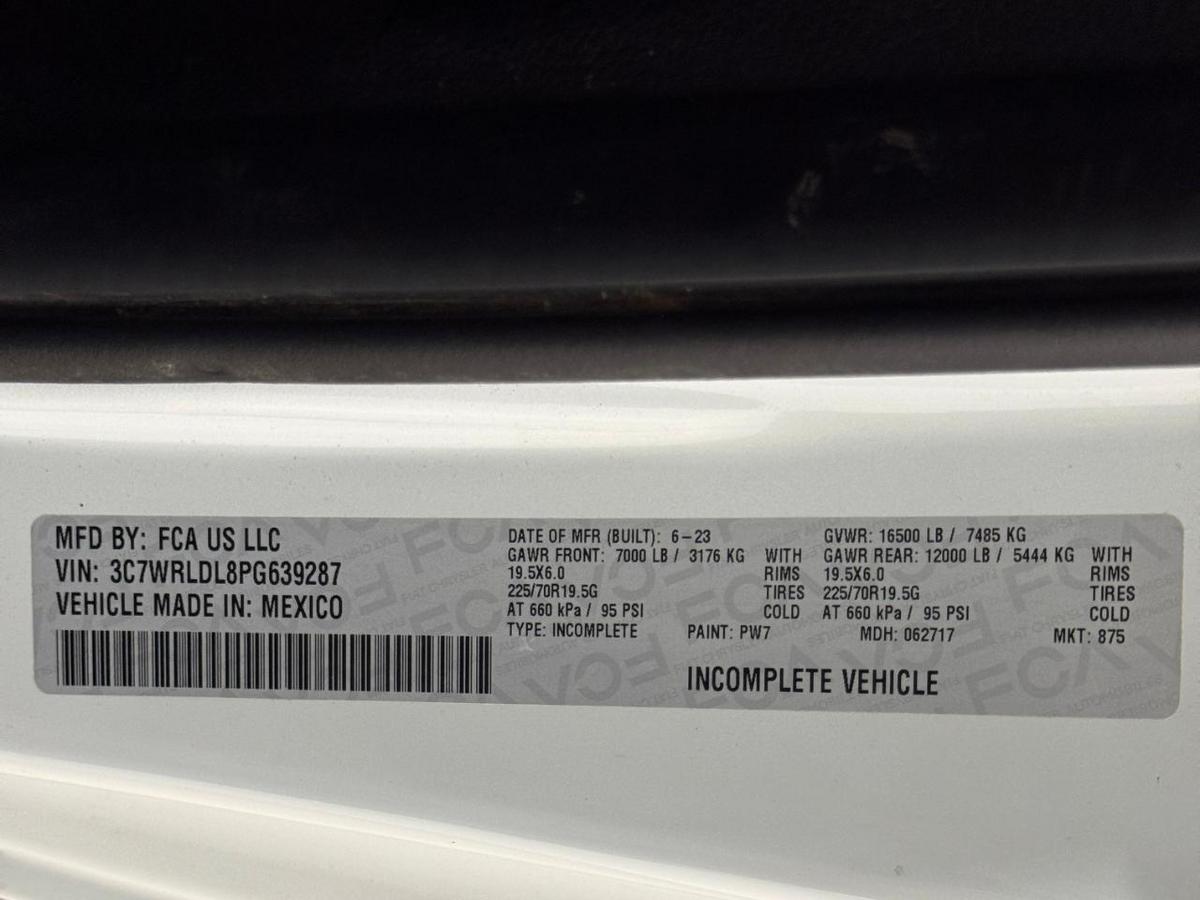 MFD BY: FCA US LLC
VIN: 3C7WRLDL8PG639287
VEHICLE MADE IN: MEXICO
DATE OF MFR (BUILT): 6-23
GAWR FRONT: 7000 LB / 3176 KG WITH
19.5X6.0 RIMS
225/70R19.5G TIRES
AT 660 kPa / 95 PSI COLD
TYPE: INCOMPLETE
GVWR: 16500 LB / 7485 KG
GAWR REAR: 12000 LB / 5444 KG WITH
19.5X6.0 RIMS
225/70R19.5G TIRES
AT 660 kPa / 95 PSI COLD
PAINT: PW7 MDH: 062717 MKT: 875
INCOMPLETE VEHICLE